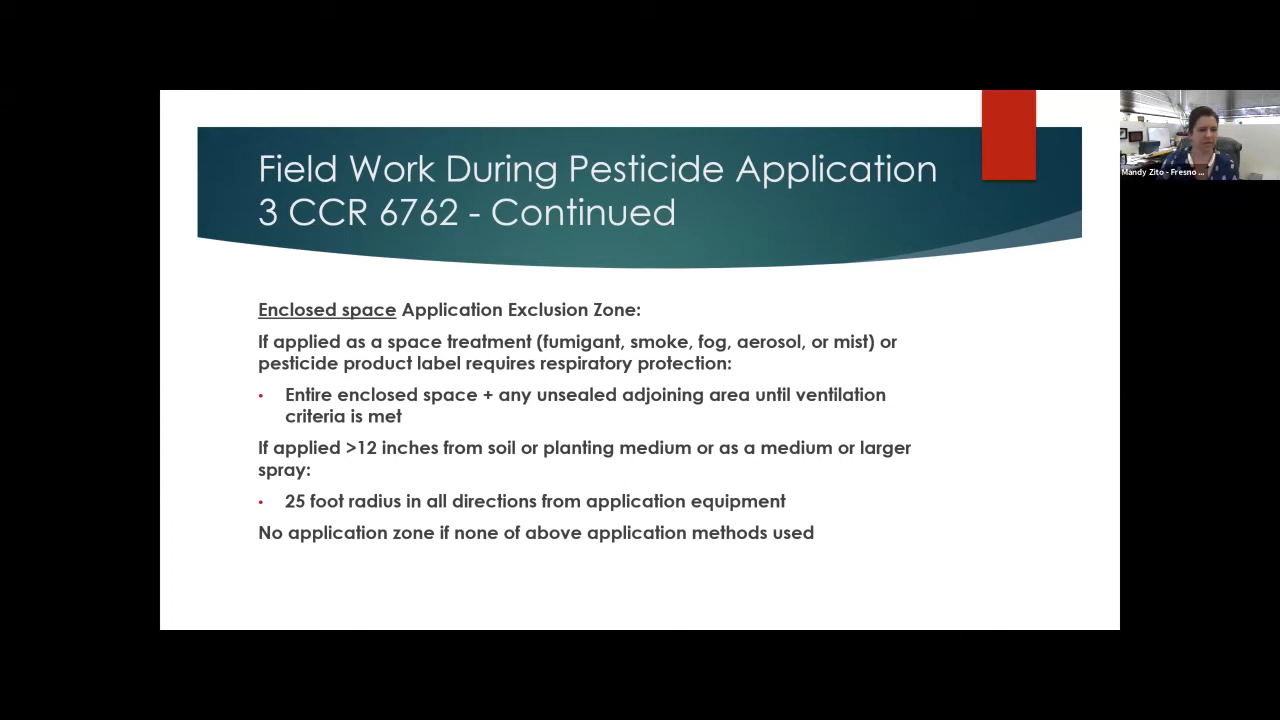 Field Work During Pesticide Application
3 CCR 6762 - Continued
Enclosed space Application Exclusion Zone:
If applied as a space treatment (fumigant, smoke, fog, aerosol, or mist) or
pesticide product label requires respiratory protection:
• Entire enclosed space + any unsealed adjoining area until ventilation
criteria is met
If applied >12 inches from soil or planting medium or as a medium or larger
spray:
• 25 foot radius in all directions from application equipment
No application zone if none of above application methods used
Mandy Zito - Fresno ...